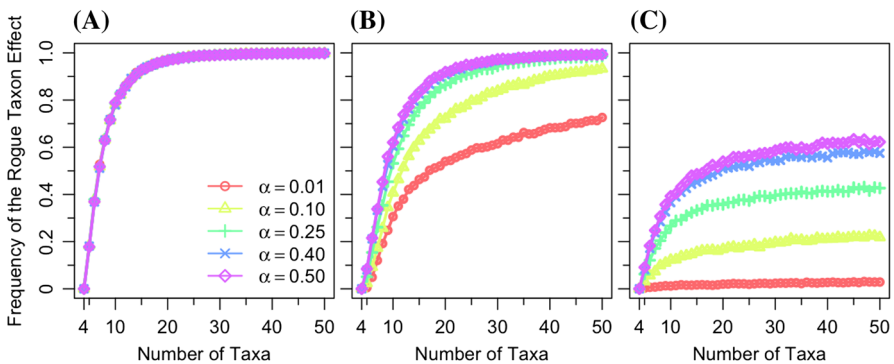 (A)
(B)
(C)
Frequency of the Rogue Taxon Effect
1.0
0.8
0.6
0.4
0.2
0
α = 0.01
α = 0.10
α = 0.25
α = 0.40
α = 0.50
4 10 20 30 40 50
4 10 20 30 40 50
4 10 20 30 40 50
Number of Taxa
Number of Taxa
Number of Taxa